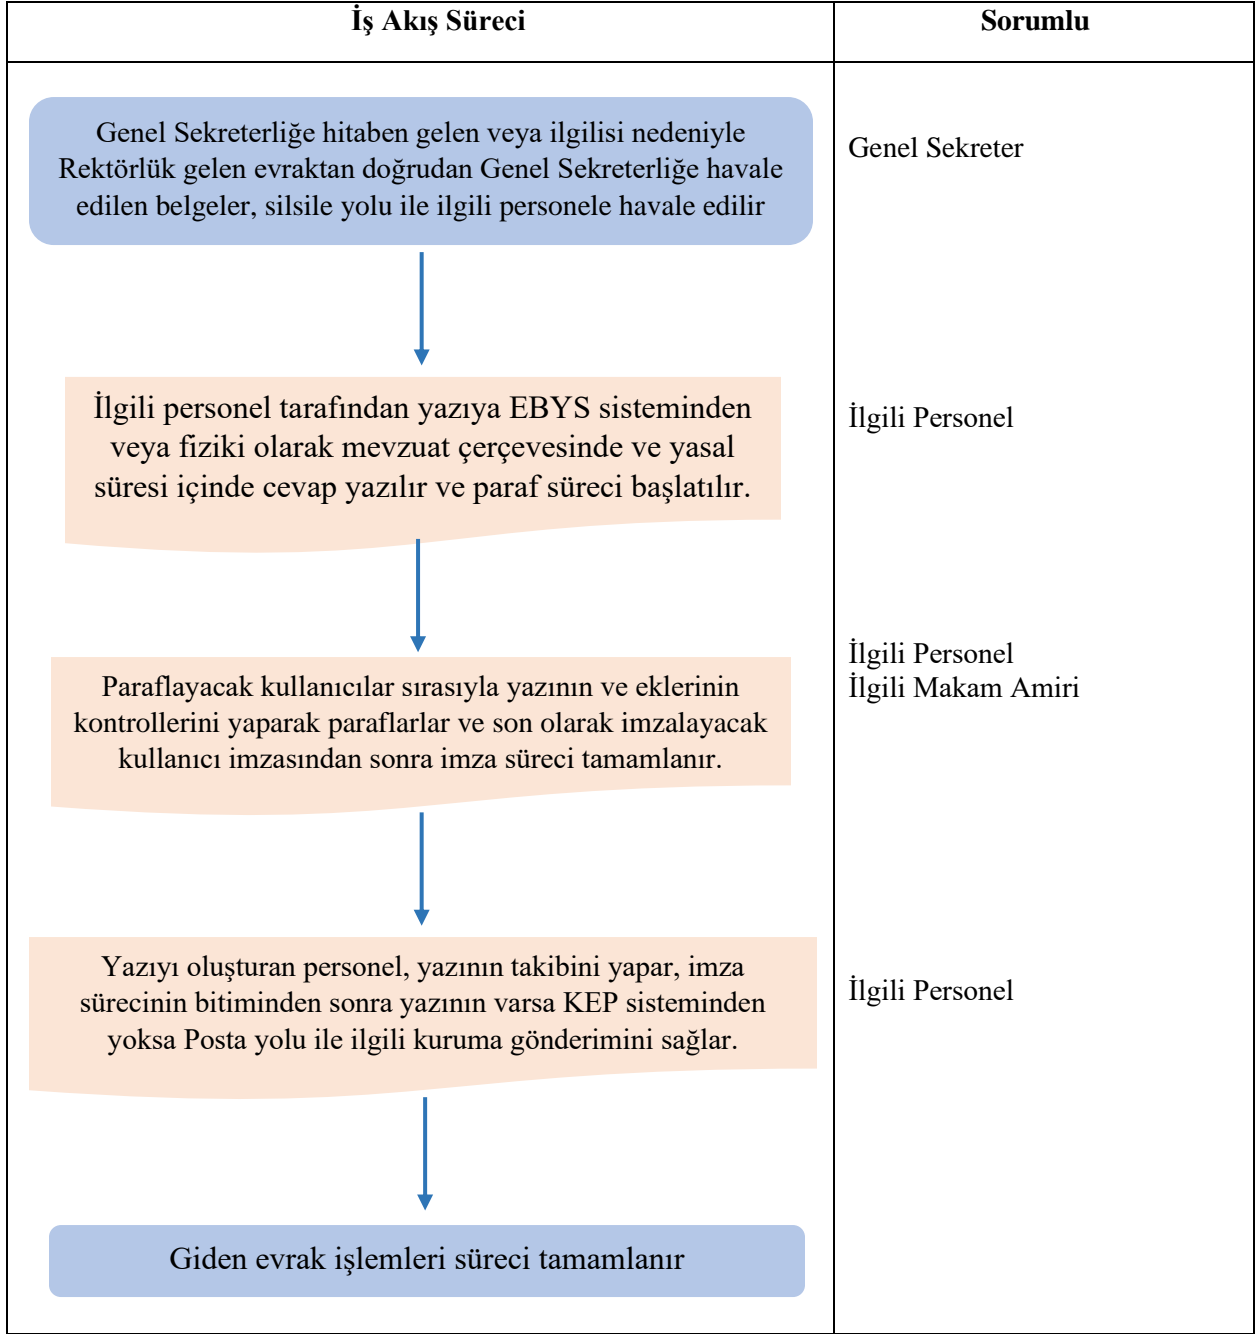 İş Akış Süreci
Sorumlu
Genel Sekreterliğe hitaben gelen veya ilgilisi nedeniyle
Rektörlük gelen evraktan doğrudan Genel Sekreterliğe havale
edilen belgeler, silsile yolu ile ilgili personele havale edilir
Genel Sekreter
İlgili personel tarafından yazıya EBYS sisteminden
veya fiziki olarak mevzuat çerçevesinde ve yasal
süresi içinde cevap yazılır ve paraf süreci başlatılır.
İlgili Personel
Paraflayacak kullanıcılar sırasıyla yazının ve eklerinin
kontrollerini yaparak paraflarlar ve son olarak imzalayacak
kullanıcı imzasından sonra imza süreci tamamlanır.
İlgili Personel
İlgili Makam Amiri
Yazıyı oluşturan personel, yazının takibini yapar, imza
sürecinin bitiminden sonra yazının varsa KEP sisteminden
yoksa Posta yolu ile ilgili kuruma gönderimini sağlar.
İlgili Personel
Giden evrak işlemleri süreci tamamlanır